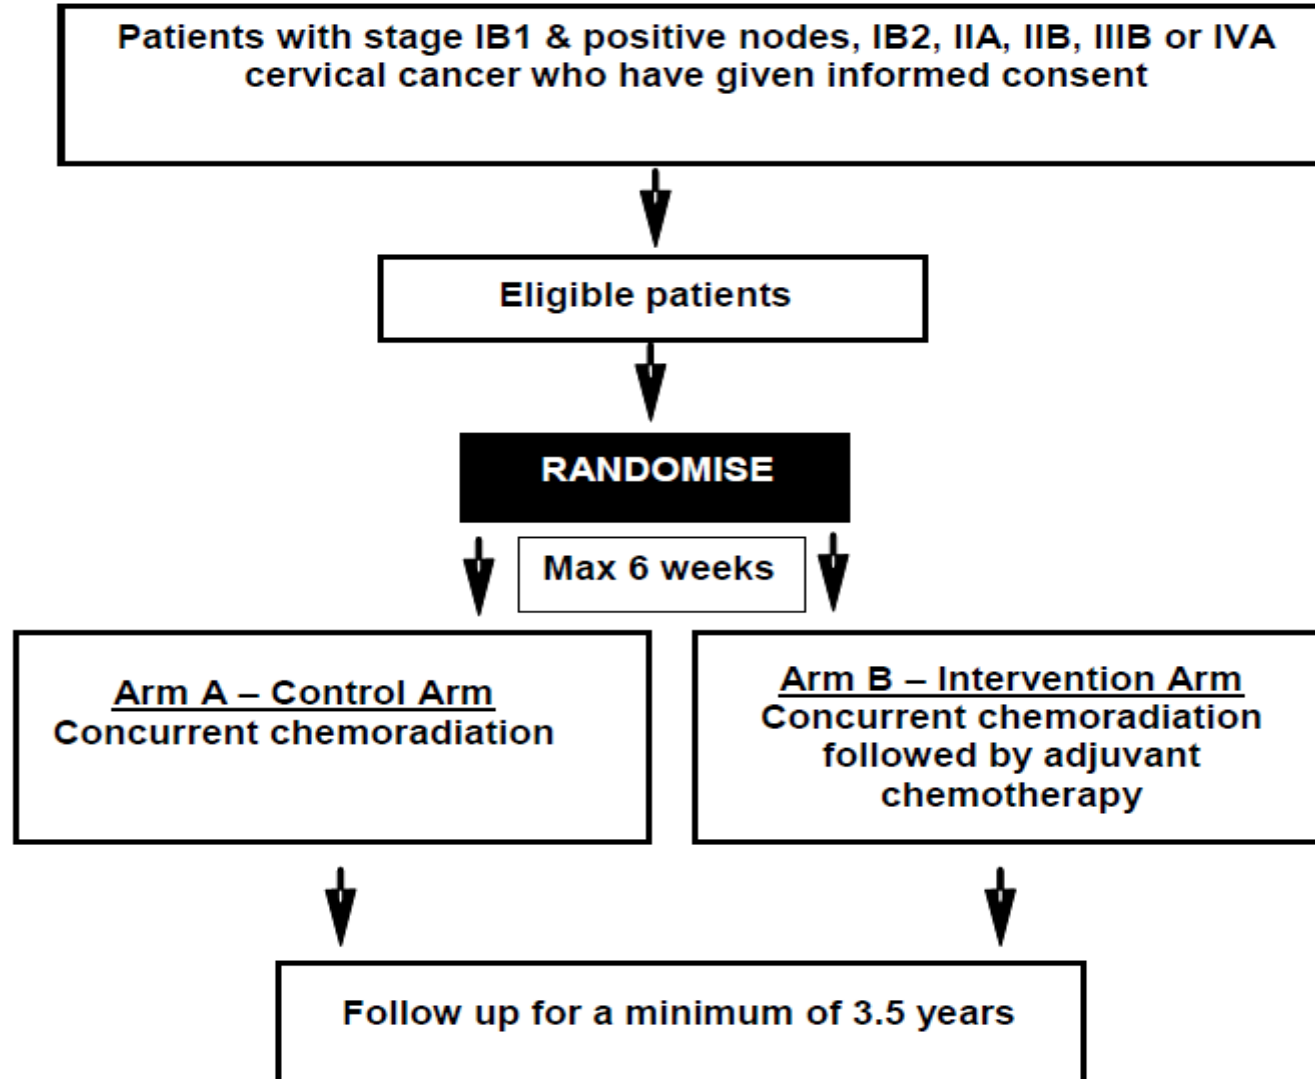 Patients with stage IB1 & positive nodes, IB2, IIA, IIB, IIIB or IVA
cervical cancer who have given informed consent
Eligible patients
RANDOMISE
Max 6 weeks
Arm A – Control Arm
Concurrent chemoradiation
Arm B – Intervention Arm
Concurrent chemoradiation
followed by adjuvant
chemotherapy
Follow up for a minimum of 3.5 years